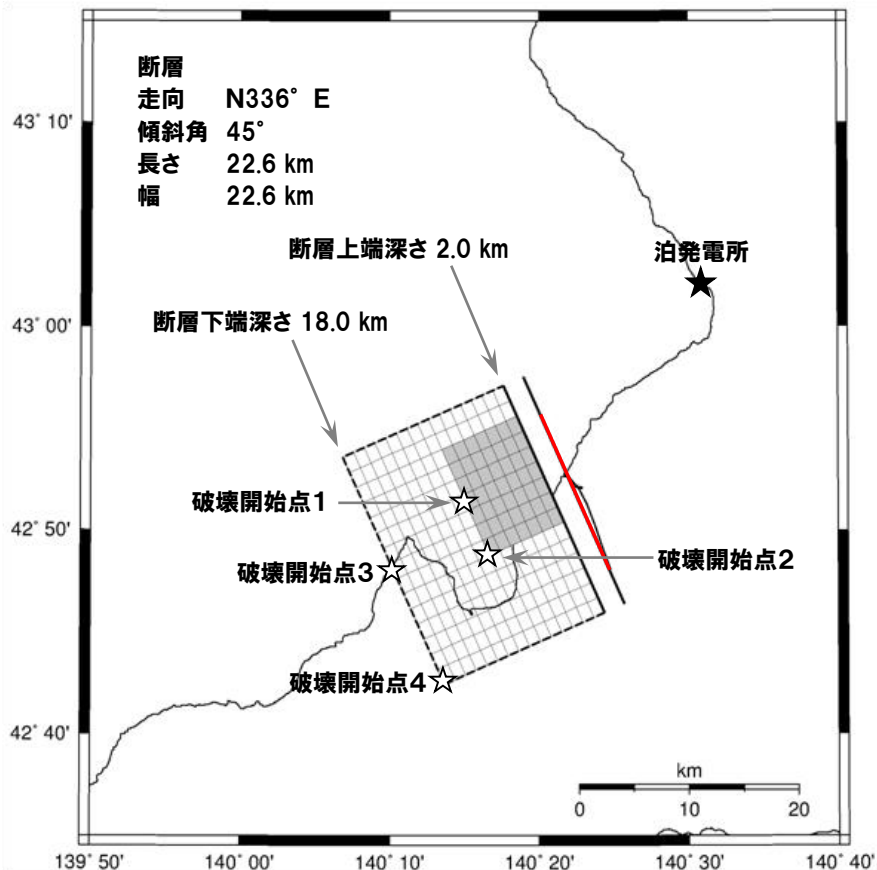 断層
走向 N336° E
傾斜角 45°
長さ 22.6 km
幅 22.6 km
断層上端深さ 2.0 km
泊発電所
断層下端深さ 18.0 km
破壊開始点1
破壊開始点2
破壊開始点3
破壊開始点4
43° 10'
43° 00'
42° 50'
42° 40'
km
0 10 20
139° 50' 140° 00' 140° 10' 140° 20' 140° 30' 140° 40'